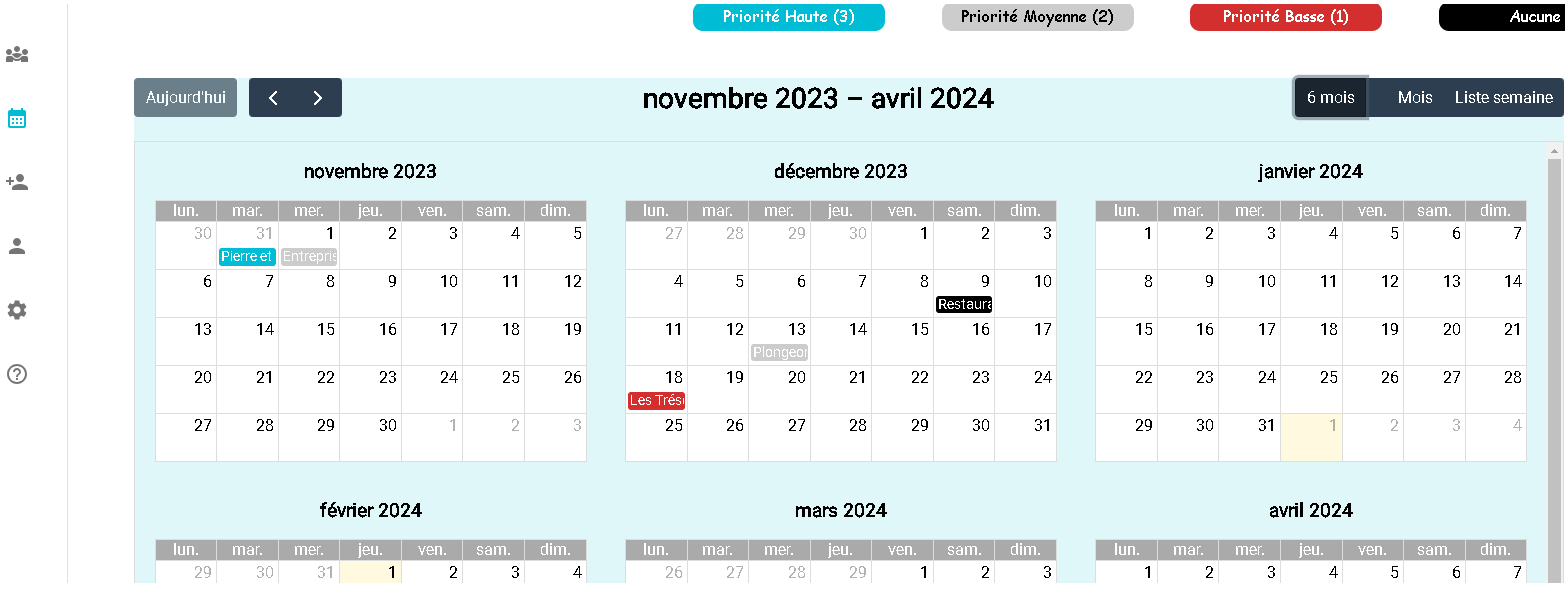 Priorité Haute (3) Priorité Moyenne (2) Priorité Basse (1) Aucune
Aujourd'hui novembre 2023 – avril 2024 6 mois Mois Liste semaine
novembre 2023
lun. mar. mer. jeu. ven. sam. dim.
30 31 1 2 3 4 5
Pierre et Entrepris
6 7 8 9 10 11 12
13 14 15 16 17 18 19
20 21 22 23 24 25 26
27 28 29 30 1 2 3
décembre 2023
lun. mar. mer. jeu. ven. sam. dim.
27 28 29 30 1 2 3
4 5 6 7 8 9 10
Restaura
11 12 13 14 15 16 17
Plongeon
18 19 20 21 22 23 24
Les Tréso
25 26 27 28 29 30 31
janvier 2024
lun. mar. mer. jeu. ven. sam. dim.
1 2 3 4 5 6 7
8 9 10 11 12 13 14
15 16 17 18 19 20 21
22 23 24 25 26 27 28
29 30 31 1 2 3 4
février 2024
lun. mar. mer. jeu. ven. sam. dim.
29 30 31 1 2 3 4
mars 2024
lun. mar. mer. jeu. ven. sam. dim.
26 27 28 29 1 2 3
avril 2024
lun. mar. mer. jeu. ven. sam. dim.
1 2 3 4 5 6 7